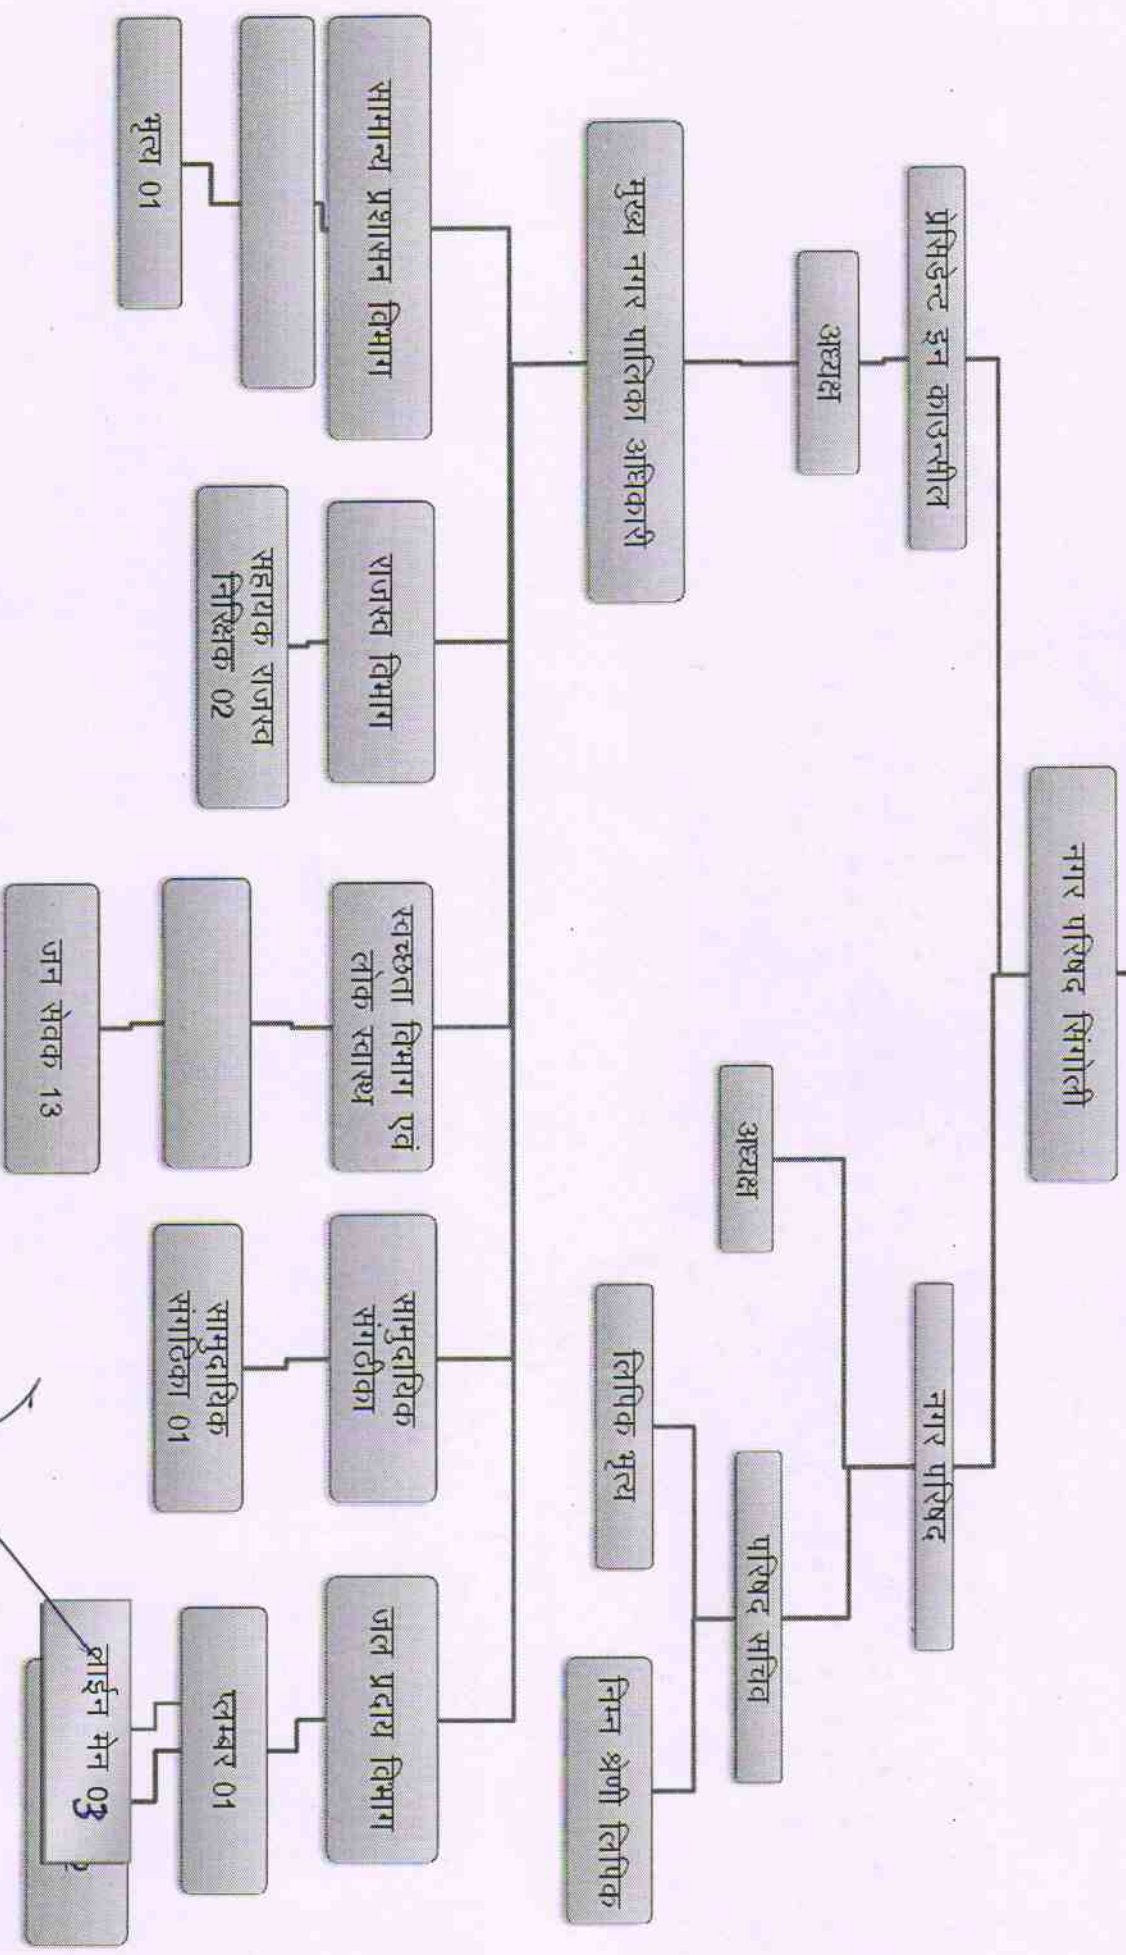 नगर परिषद सिंगोली
प्रेसिडेन्ट इन काउन्सील
नगर परिषद
अध्यक्ष
अध्यक्ष
परिषद सचिव
मुख्य नगर पालिका अधिकारी
लिपिक भृत्य
निम्न श्रेणी लिपिक
सामान्य प्रशासन विभाग
राजस्व विभाग
स्वच्छता विभाग एवं
लोक स्वास्थ
सामुदायिक
संगठीका
जल प्रदाय विभाग
भृत्य 01
सहायक राजस्व
निरिक्षक 02
जन सेवक 13
सामुदायिक
संगठिका 01
प्लम्बर 01
लाईन मेन 03